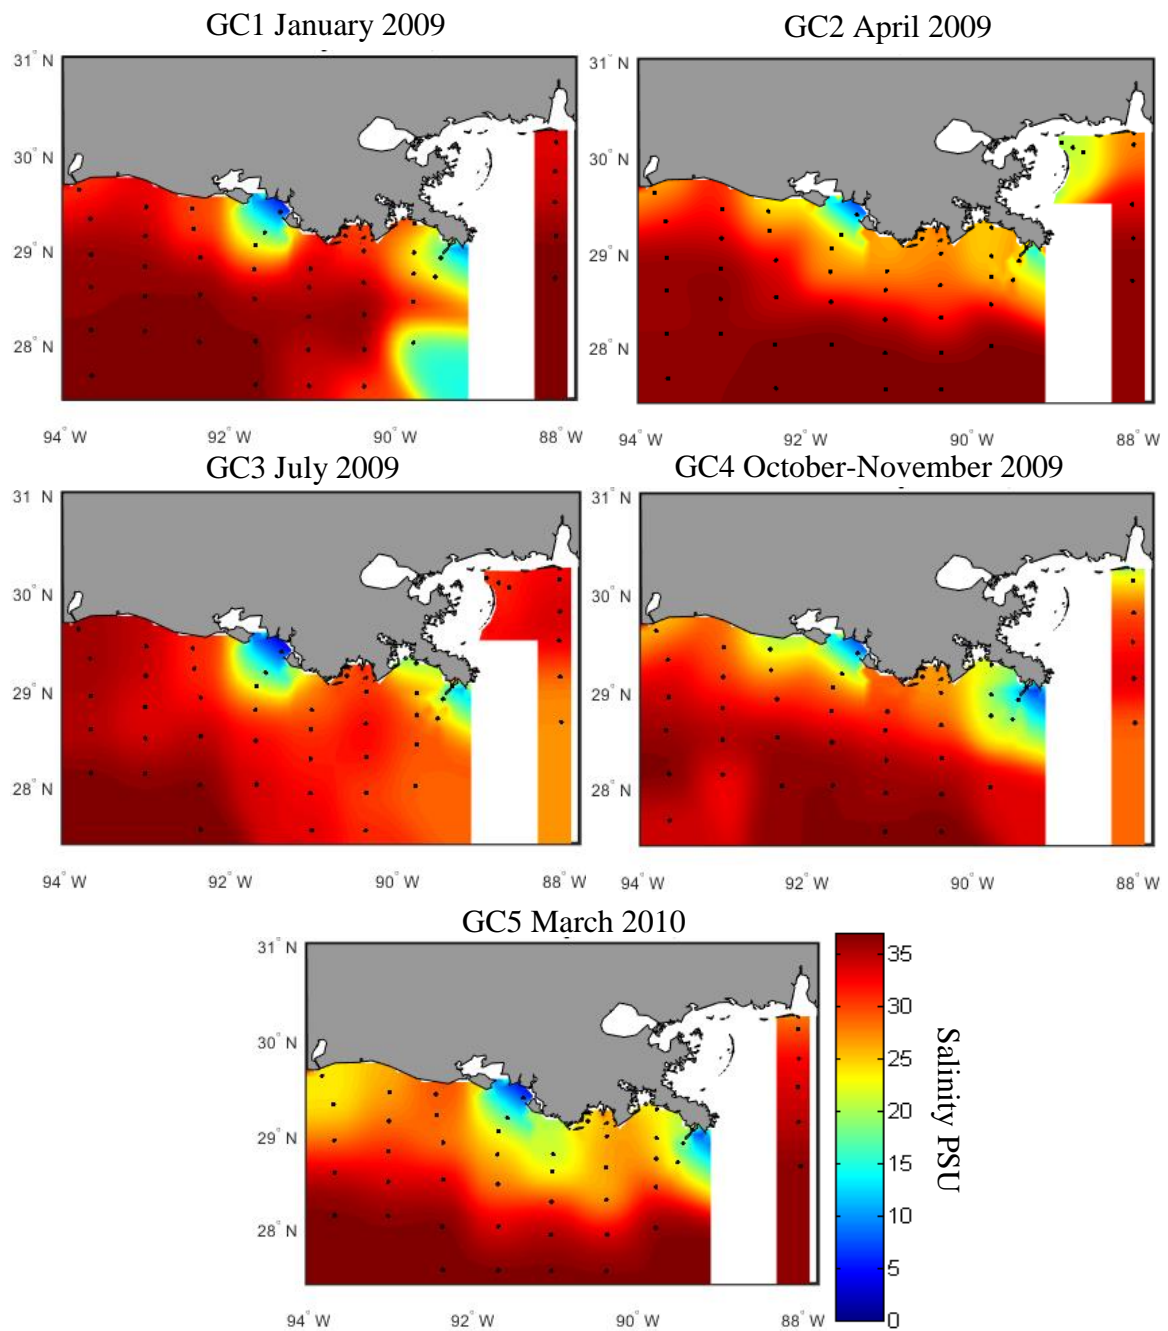 GC1 January 2009
GC2 April 2009
31° N
30° N
29° N
28° N
94° W
92° W
90° W
88° W
31° N
30° N
29° N
28° N
94° W
92° W
90° W
88° W
GC3 July 2009
GC4 October-November 2009
31° N
30° N
29° N
28° N
94° W
92° W
90° W
88° W
31° N
30° N
29° N
28° N
94° W
92° W
90° W
88° W
GC5 March 2010
31° N
30° N
29° N
28° N
94° W
92° W
90° W
88° W
35
30
25
20
15
10
5
0
Salinity PSU